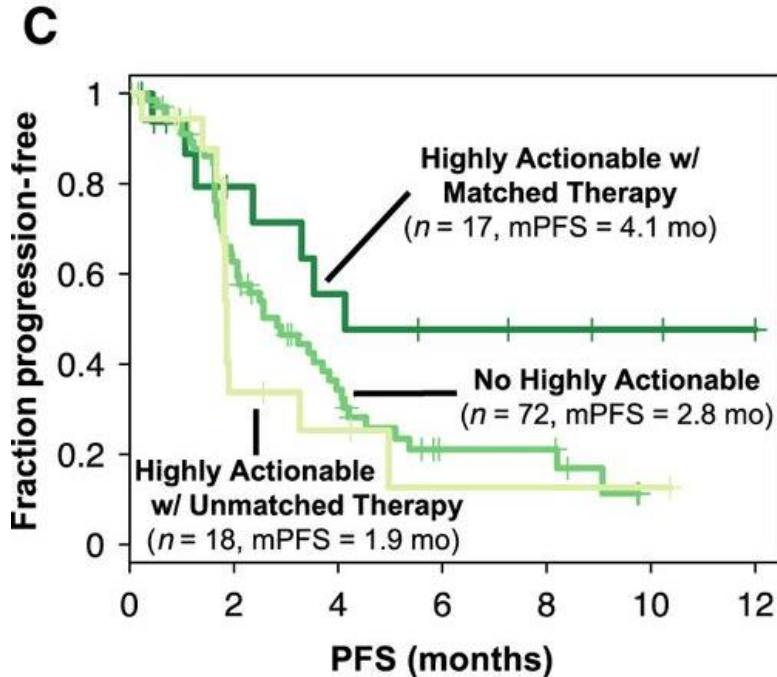 C
Fraction progression-free
1
0.8
0.6
0.4
0.2
0
Highly Actionable w/
Matched Therapy
(n = 17, mPFS = 4.1 mo)
No Highly Actionable
(n = 72, mPFS = 2.8 mo)
Highly Actionable
w/ Unmatched Therapy
(n = 18, mPFS = 1.9 mo)
0 2 4 6 8 10 12
PFS (months)